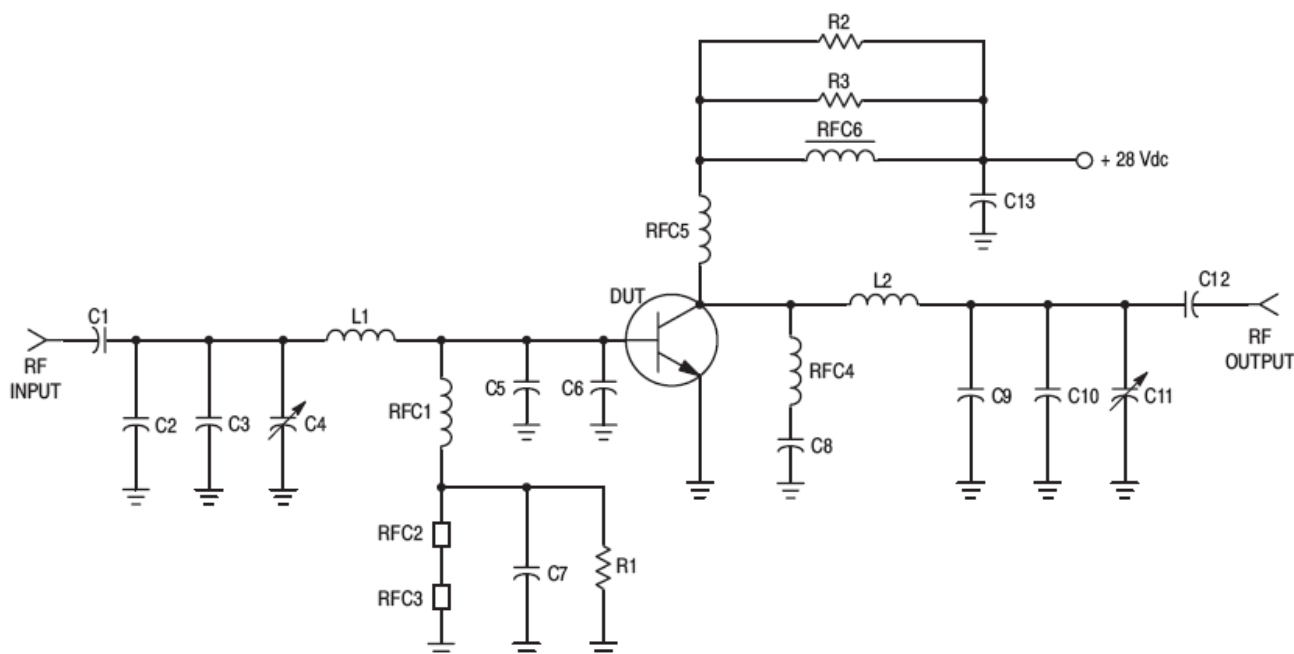 R2
R3
RFC6
+ 28 Vdc
C13
RFC5
DUT
L2
C12
C1
L1
RF
INPUT
RF
OUTPUT
RFC4
C5
C6
RFC1
C2
C3
C4
C9
C10
C11
C8
RFC2
C7
R1
RFC3